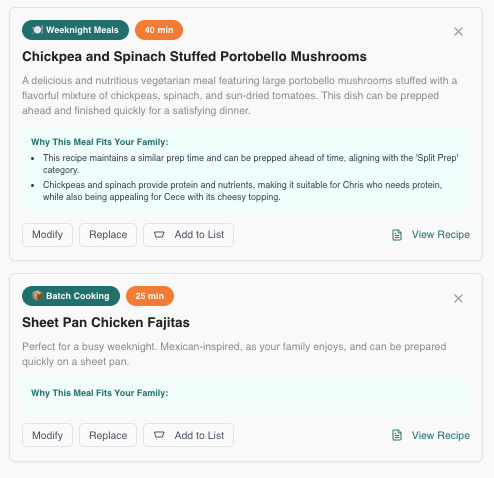 Weeknight Meals
40 min
Chickpea and Spinach Stuffed Portobello Mushrooms
A delicious and nutritious vegetarian meal featuring large portobello mushrooms stuffed with a
flavorful mixture of chickpeas, spinach, and sun-dried tomatoes. This dish can be prepped
ahead and finished quickly for a satisfying dinner.
Why This Meal Fits Your Family:
• This recipe maintains a similar prep time and can be prepped ahead of time, aligning with the 'Split Prep'
category.
• Chickpeas and spinach provide protein and nutrients, making it suitable for Chris who needs protein,
while also being appealing for Cece with its cheesy topping.
Modify
Replace
Add to List
View Recipe
Batch Cooking
25 min
Sheet Pan Chicken Fajitas
Perfect for a busy weeknight. Mexican-inspired, as your family enjoys, and can be prepared
quickly on a sheet pan.
Why This Meal Fits Your Family:
Modify
Replace
Add to List
View Recipe